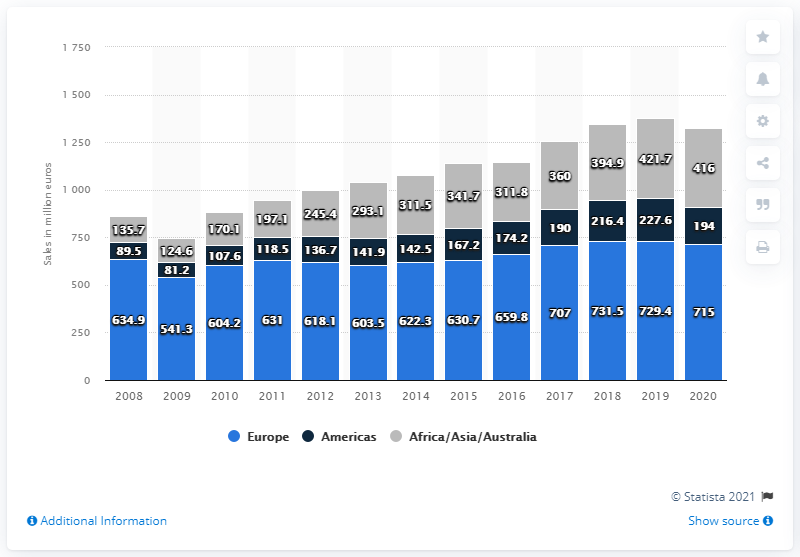 1 750
1 500
1 250
1 000
750
500
250
0
Sales in million euros
135.7 124.6 170.1 197.1 245.4 293.1 311.5 341.7 311.8 360 394.9 421.7 416
89.5 81.2 107.6 118.5 136.7 141.9 142.5 167.2 174.2 190 216.4 227.6 194
634.9 541.3 604.2 631 618.1 603.5 622.3 630.7 659.8 707 731.5 729.4 715
2008 2009 2010 2011 2012 2013 2014 2015 2016 2017 2018 2019 2020
Europe Americas Africa/Asia/Australia
© Statista 2021
Additional Information Show source